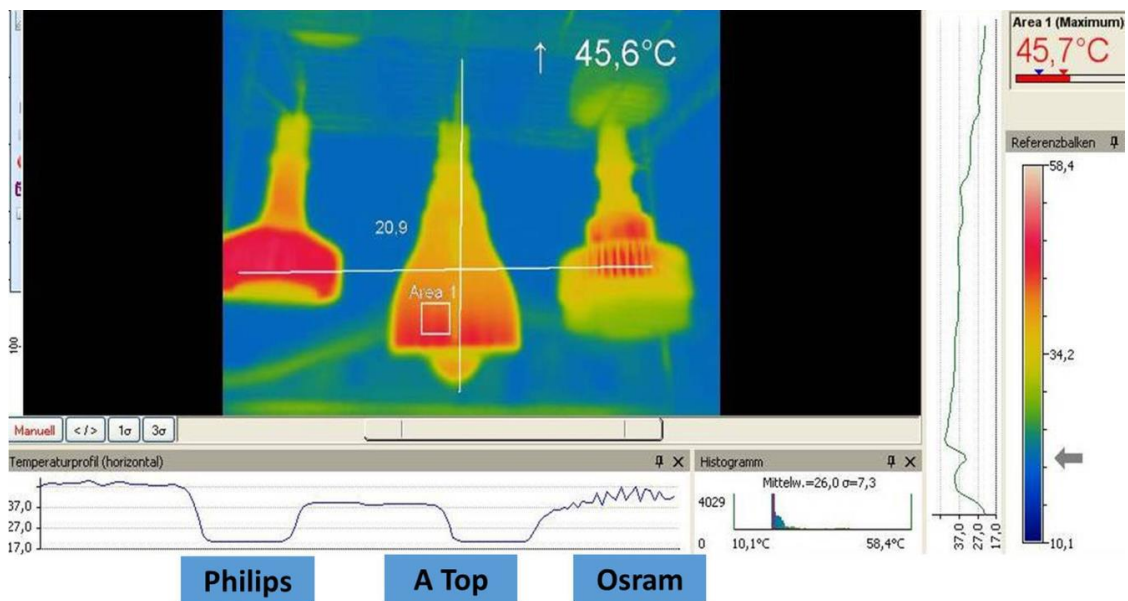 ↑ 45,6°C
20,9
Area 1
100
Area 1 (Maximum)
45,7°C
Referenzbalken
58,4
34,2
10,1
Manuell
</>
1σ
3σ
Temperaturprofil (horizontal)
37,0
27,0
17,0
Histogramm
Mittelw.=26,0 σ=7,3
4029
0
10,1°C 58,4°C
37,0
27,0
17,0
Philips
A Top
Osram